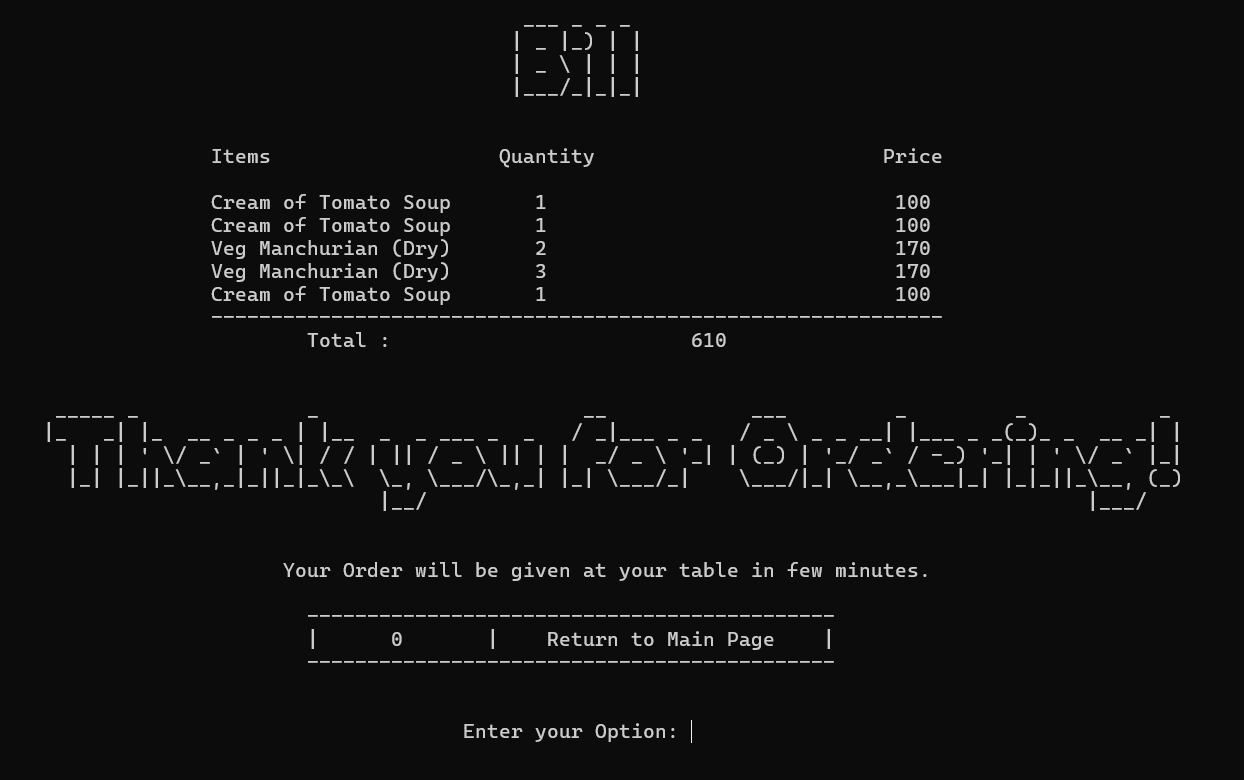 Bill
Items Quantity Price
Cream of Tomato Soup 1 100
Cream of Tomato Soup 1 100
Veg Manchurian (Dry) 2 170
Veg Manchurian (Dry) 3 170
Cream of Tomato Soup 1 100
Total : 610
Thank you for Ordering!
Your Order will be given at your table in few minutes.
| 0 | Return to Main Page |
Enter your Option: